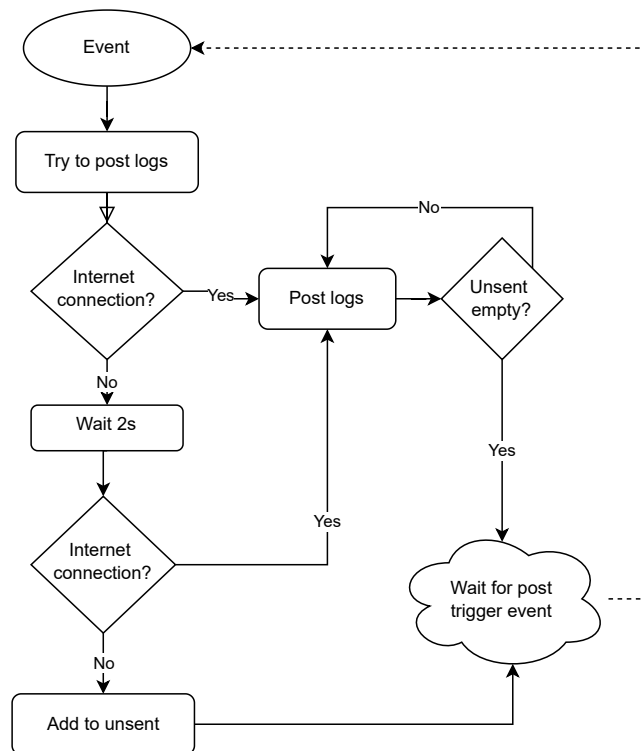 Event
Try to post logs
No
Internet
connection?
Yes
Post logs
Unsent
empty?
No
Wait 2s
Yes
Yes
Internet
connection?
Wait for post
trigger event
No
Add to unsent